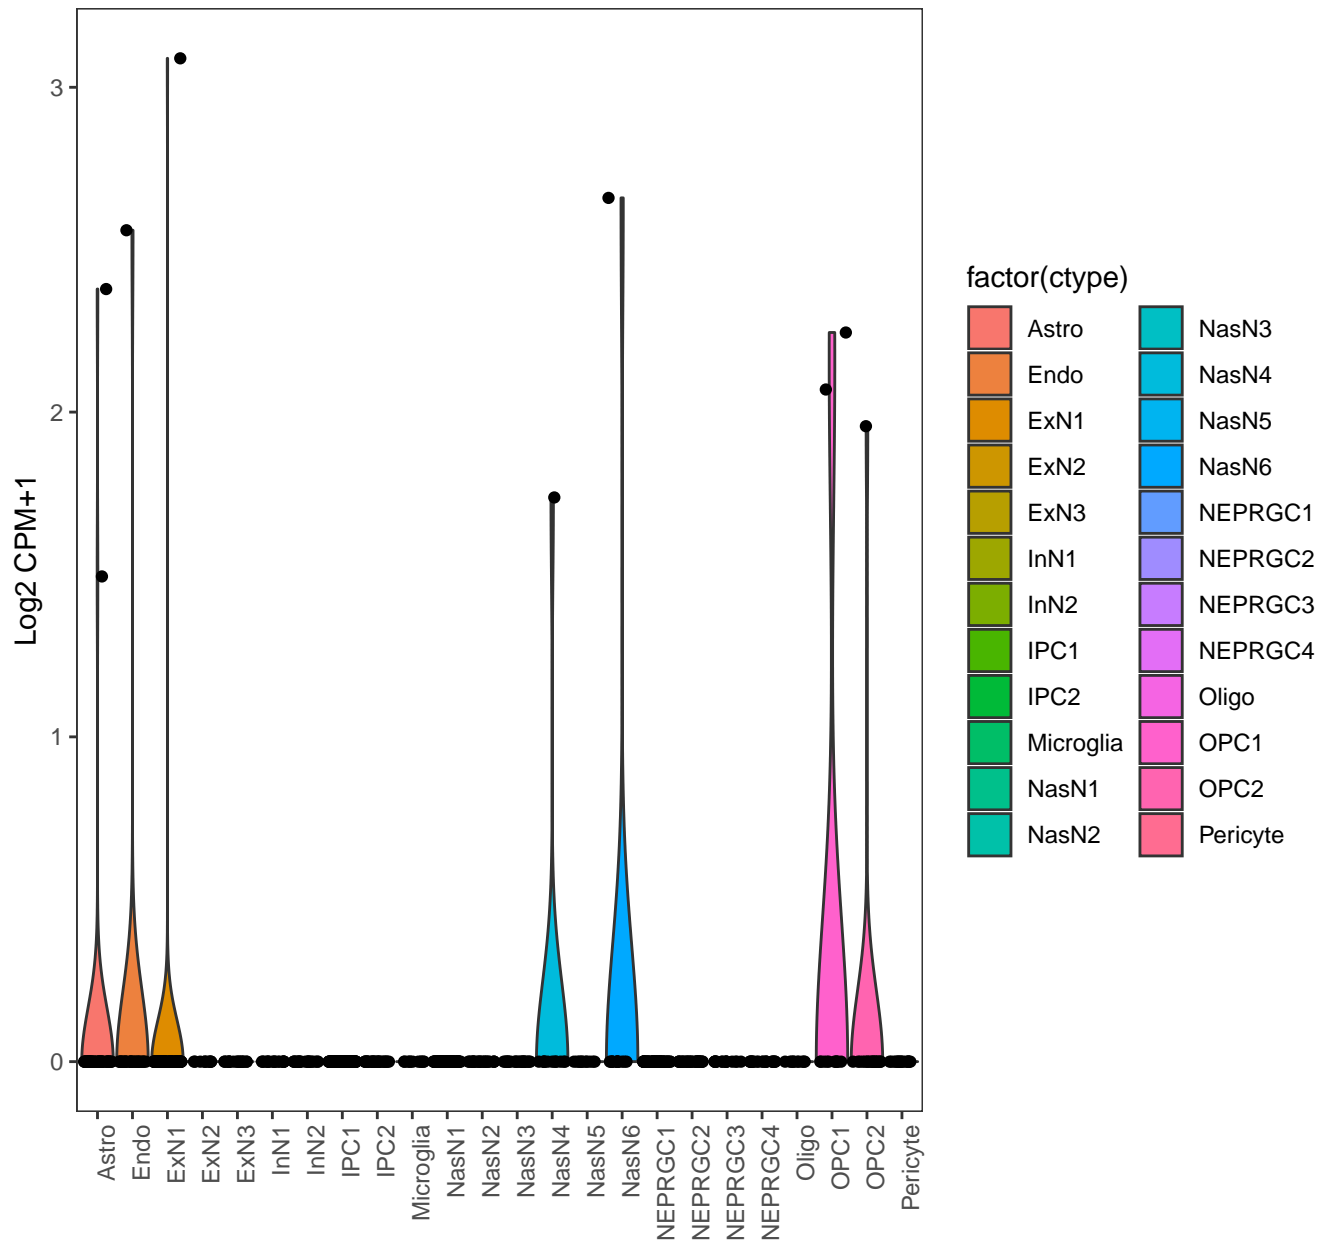 3
2
1
0
Log2 CPM+1
Astro
Endo
ExN1
ExN2
ExN3
InN1
InN2
IPC1
IPC2
Microglia
NasN1
NasN2
NasN3
NasN4
NasN5
NasN6
NEPRGC1
NEPRGC2
NEPRGC3
NEPRGC4
Oligo
OPC1
OPC2
Pericyte
factor(ctype)
Astro
Endo
ExN1
ExN2
ExN3
InN1
InN2
IPC1
IPC2
Microglia
NasN1
NasN2
NasN3
NasN4
NasN5
NasN6
NEPRGC1
NEPRGC2
NEPRGC3
NEPRGC4
Oligo
OPC1
OPC2
Pericyte